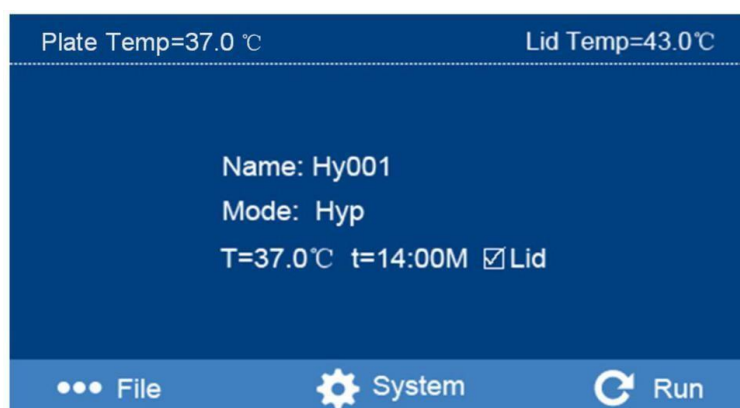 Plate Temp=37.0 ℃
Lid Temp=43.0℃
Name: Hy001
Mode: Hyp
T=37.0℃ t=14:00M ☑Lid
File
System
Run